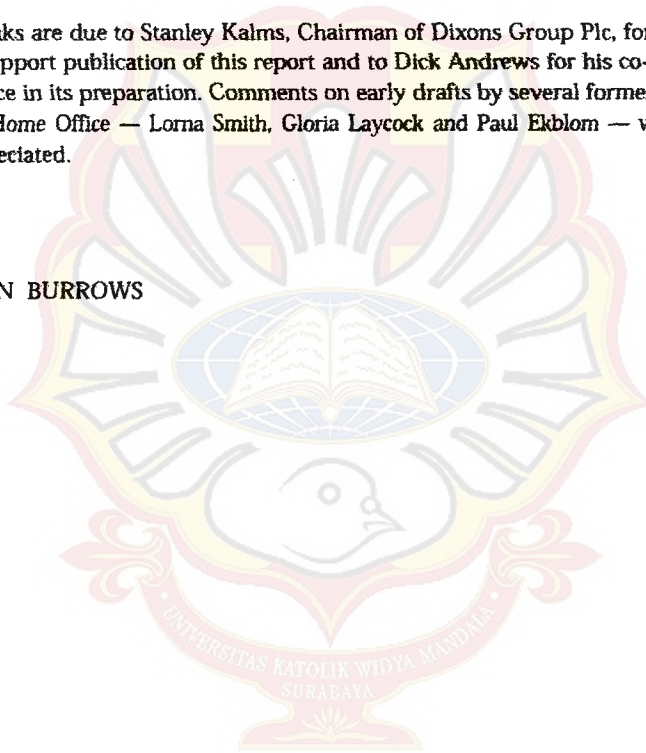 ks are due to Stanley Kalms, Chairman of Dixons Group Plc, for
pport publication of this report and to Dick Andrews for his co-
ce in its preparation. Comments on early drafts by several forme
Home Office — Lorna Smith, Gloria Laycock and Paul Ekblom — v
eciated.
N BURROWS
UNIVERSITAS KATOLIK WIDYA MANDALA
SURABAYA